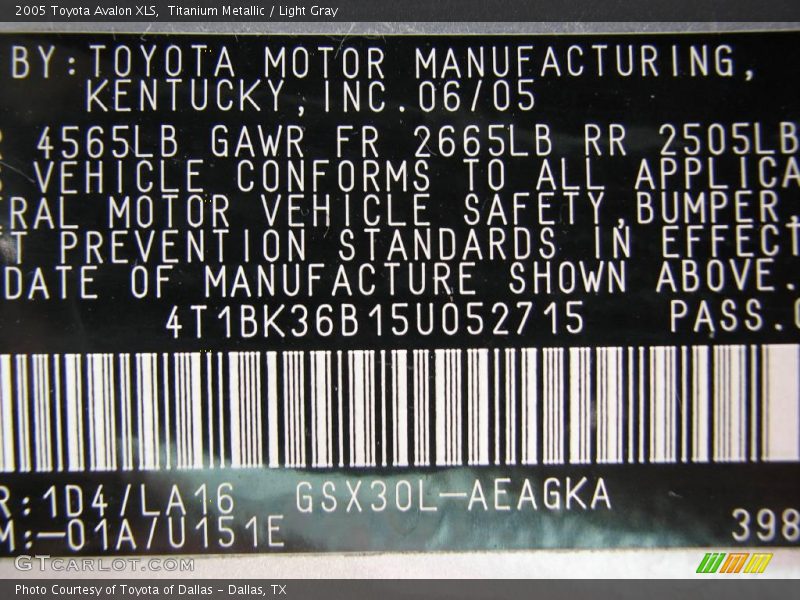 2005 Toyota Avalon XLS, Titanium Metallic / Light Gray
BY:TOYOTA MOTOR MANUFACTURING,
KENTUCKY,INC.06/05
4565LB GAWR FR 2665LB RR 2505LB
VEHICLE CONFORMS TO ALL APPLICA
ERAL MOTOR VEHICLE SAFETY,BUMPER,
T PREVENTION STANDARDS IN EFFECT
DATE OF MANUFACTURE SHOWN ABOVE.
4T1BK36B15U052715 PASS.
R:1D4/LA16 GSX30L-AEAGKA
M:-01A/U151E
398
GTCARLOT.COM
Photo Courtesy of Toyota of Dallas - Dallas, TX